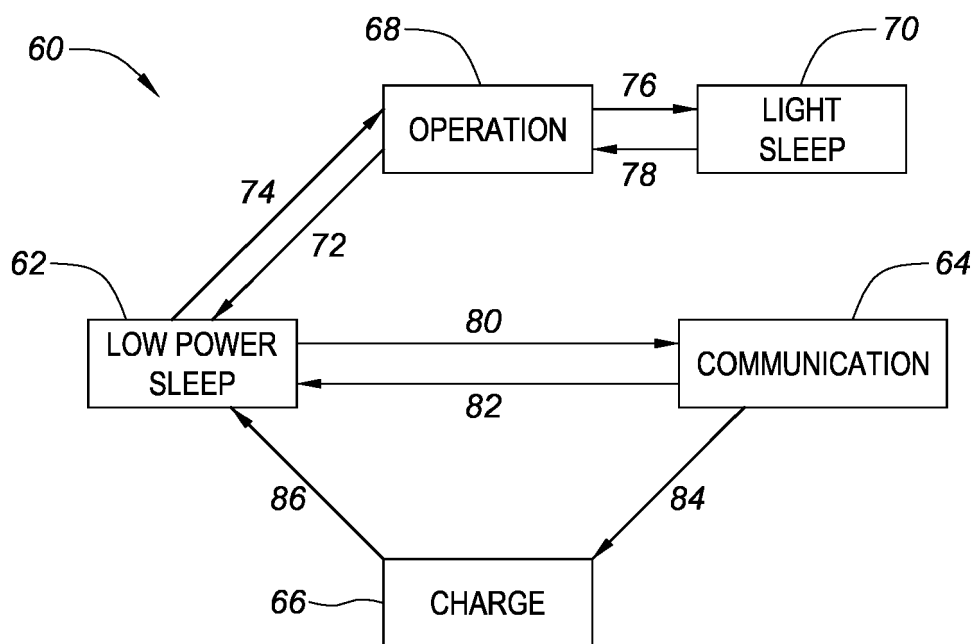 60
68
70
OPERATION
76
LIGHT
SLEEP
78
74
72
62
64
LOW POWER
SLEEP
80
COMMUNICATION
82
86
84
66
CHARGE